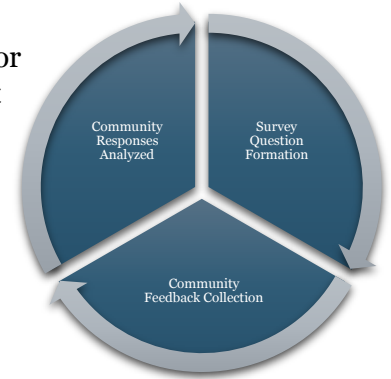 or
Community
Responses
Analyzed
Survey
Question
Formation
Community
Feedback Collection